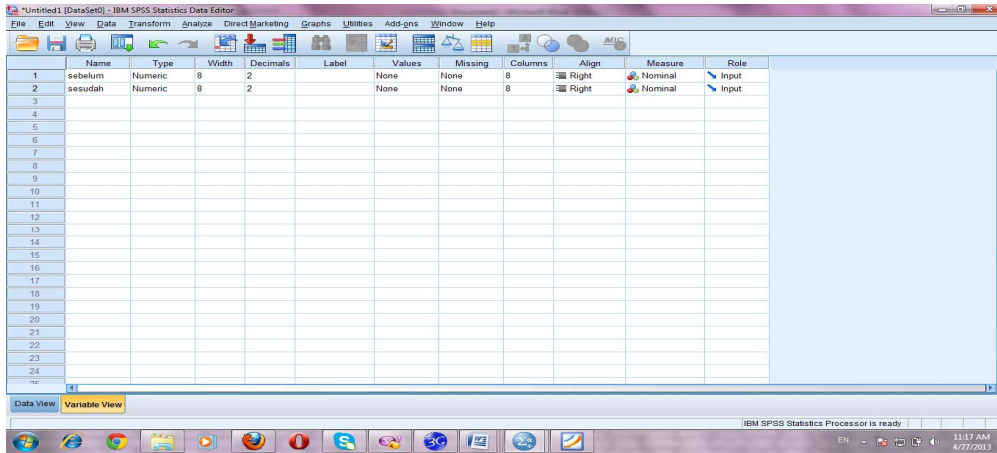 *Untitled1 [DataSet0] - IBM SPSS Statistics Data Editor
File Edit View Data Transform Analyze Direct Marketing Graphs Utilities Add-ons Window Help
Name Type Width Decimals Label Values Missing Columns Align Measure Role
1 sebelum Numeric 8 2 None None 8 Right Nominal Input
2 sesudah Numeric 8 2 None None 8 Right Nominal Input
3
4
5
6
7
8
9
10
11
12
13
14
15
16
17
18
19
20
21
22
23
24
Data View Variable View
IBM SPSS Statistics Processor is ready
EN 11:17 AM
4/27/2013